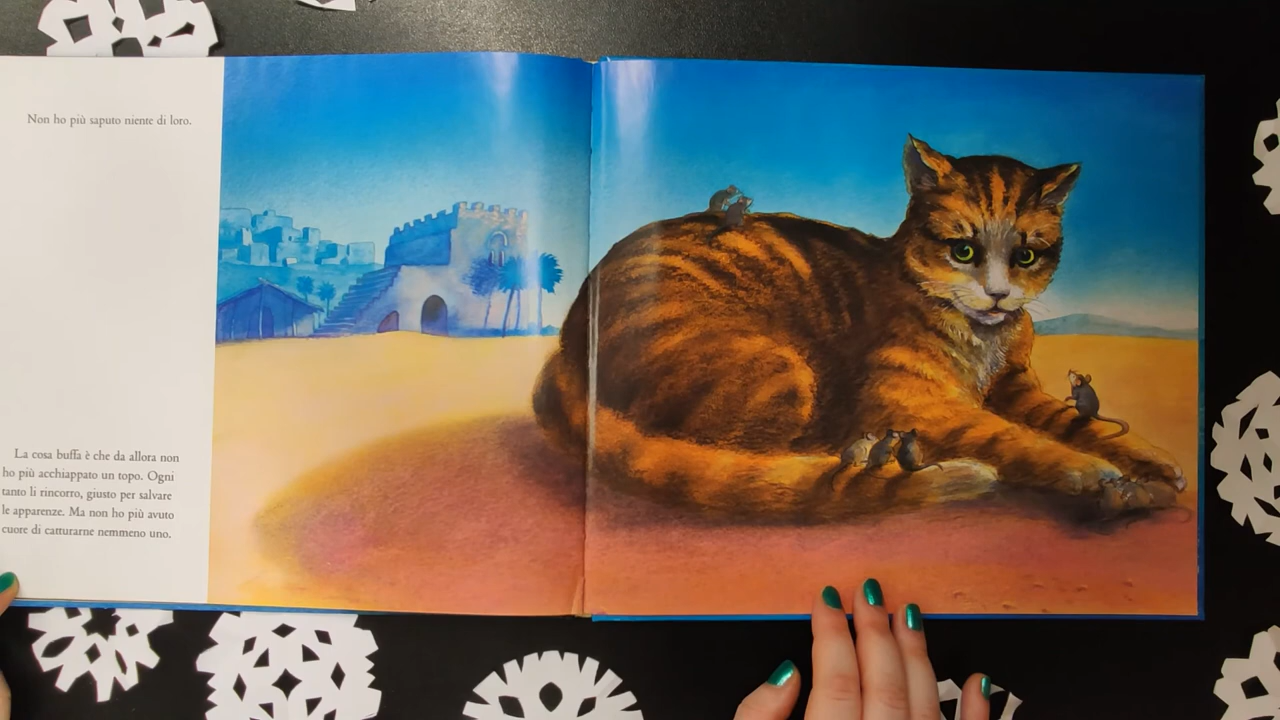 Non ho più saputo niente di loro.
La cosa buffa è che da allora non
ho più acchiappato un topo. Ogni
tanto li rincorro, giusto per salvare
le apparenze. Ma non ho più avuto
cuore di catturarne nemmeno uno.